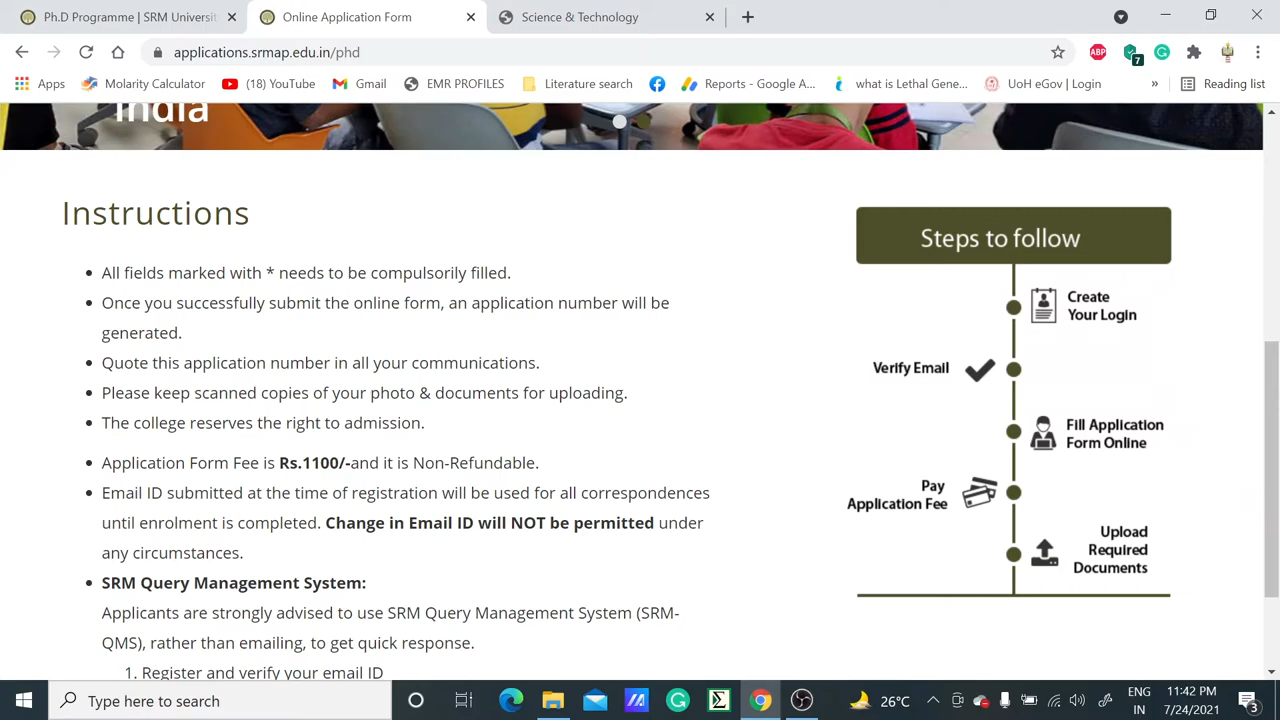 Ph.D Programme | SRM Universit
Online Application Form
Science & Technology
applications.srmap.edu.in/phd
ABP
7
Apps
Molarity Calculator
(18) YouTube
Gmail
EMR PROFILES
Literature search
Reports - Google A...
what is Lethal Gene...
UoH eGov | Login
»
Reading list
India
Instructions
All fields marked with * needs to be compulsorily filled.
Once you successfully submit the online form, an application number will be
generated.
Quote this application number in all your communications.
Please keep scanned copies of your photo & documents for uploading.
The college reserves the right to admission.
Application Form Fee is Rs.1100/-and it is Non-Refundable.
Email ID submitted at the time of registration will be used for all correspondences
until enrolment is completed. Change in Email ID will NOT be permitted under
any circumstances.
SRM Query Management System:
Applicants are strongly advised to use SRM Query Management System (SRM-
QMS), rather than emailing, to get quick response.
1. Register and verify your email ID
Steps to follow
Create
Your Login
Verify Email
Fill Application
Form Online
Pay
Application Fee
Upload
Required
Documents
Type here to search
26°C
ENG
IN
11:42 PM
7/24/2021
3